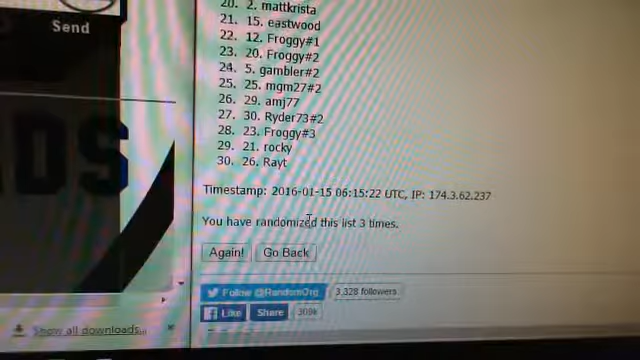 20. 2. mattkrista
Send
21. 15. eastwood
22. 12. Froggy#1
23. 20. Froggy#2
24. 5. gambler#2
25. 25. mgm27#2
26. 29. amj77
27. 30. Ryder73#2
28. 23. Froggy#3
29. 21. rocky
30. 26. Rayt
DS
Timestamp: 2016-01-15 06:15:22 UTC, IP: 174.3.62.237
You have randomized this list 3 times.
Again! Go Back
Follow @RandomOrg 3,328 followers
Like Share 309k
Show all downloads...